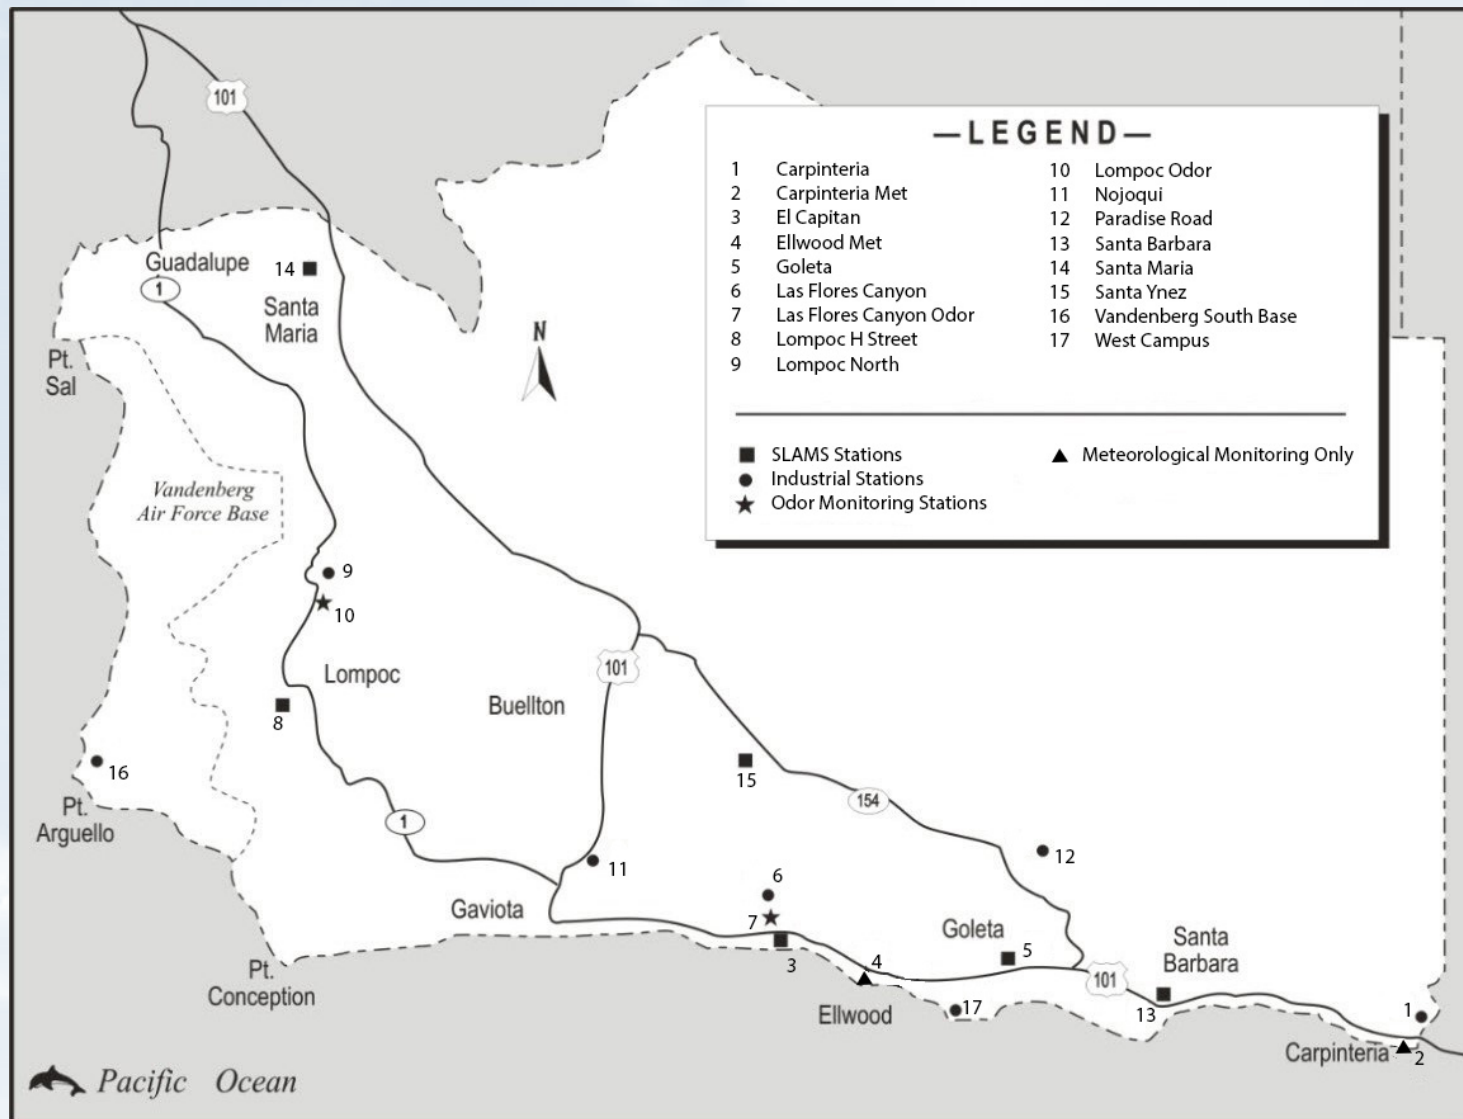 101
— L E G E N D —
1 Carpinteria
2 Carpinteria Met
3 El Capitan
4 Ellwood Met
5 Goleta
6 Las Flores Canyon
7 Las Flores Canyon Odor
8 Lompoc H Street
9 Lompoc North
10 Lompoc Odor
11 Nojoqui
12 Paradise Road
13 Santa Barbara
14 Santa Maria
15 Santa Ynez
16 Vandenberg South Base
17 West Campus
SLAMS Stations
Industrial Stations
Odor Monitoring Stations
Meteorological Monitoring Only
Guadalupe
14
1
Santa
Maria
N
Pt.
Sal
Vandenberg
Air Force Base
9
10
Lompoc
101
Buellton
8
16
15
Pt.
Arguello
154
1
12
11
6
Gaviota
7
3
4
Goleta
5
Santa
Barbara
Pt.
Conception
101
Ellwood
17
13
1
Carpinteria
2
Pacific Ocean